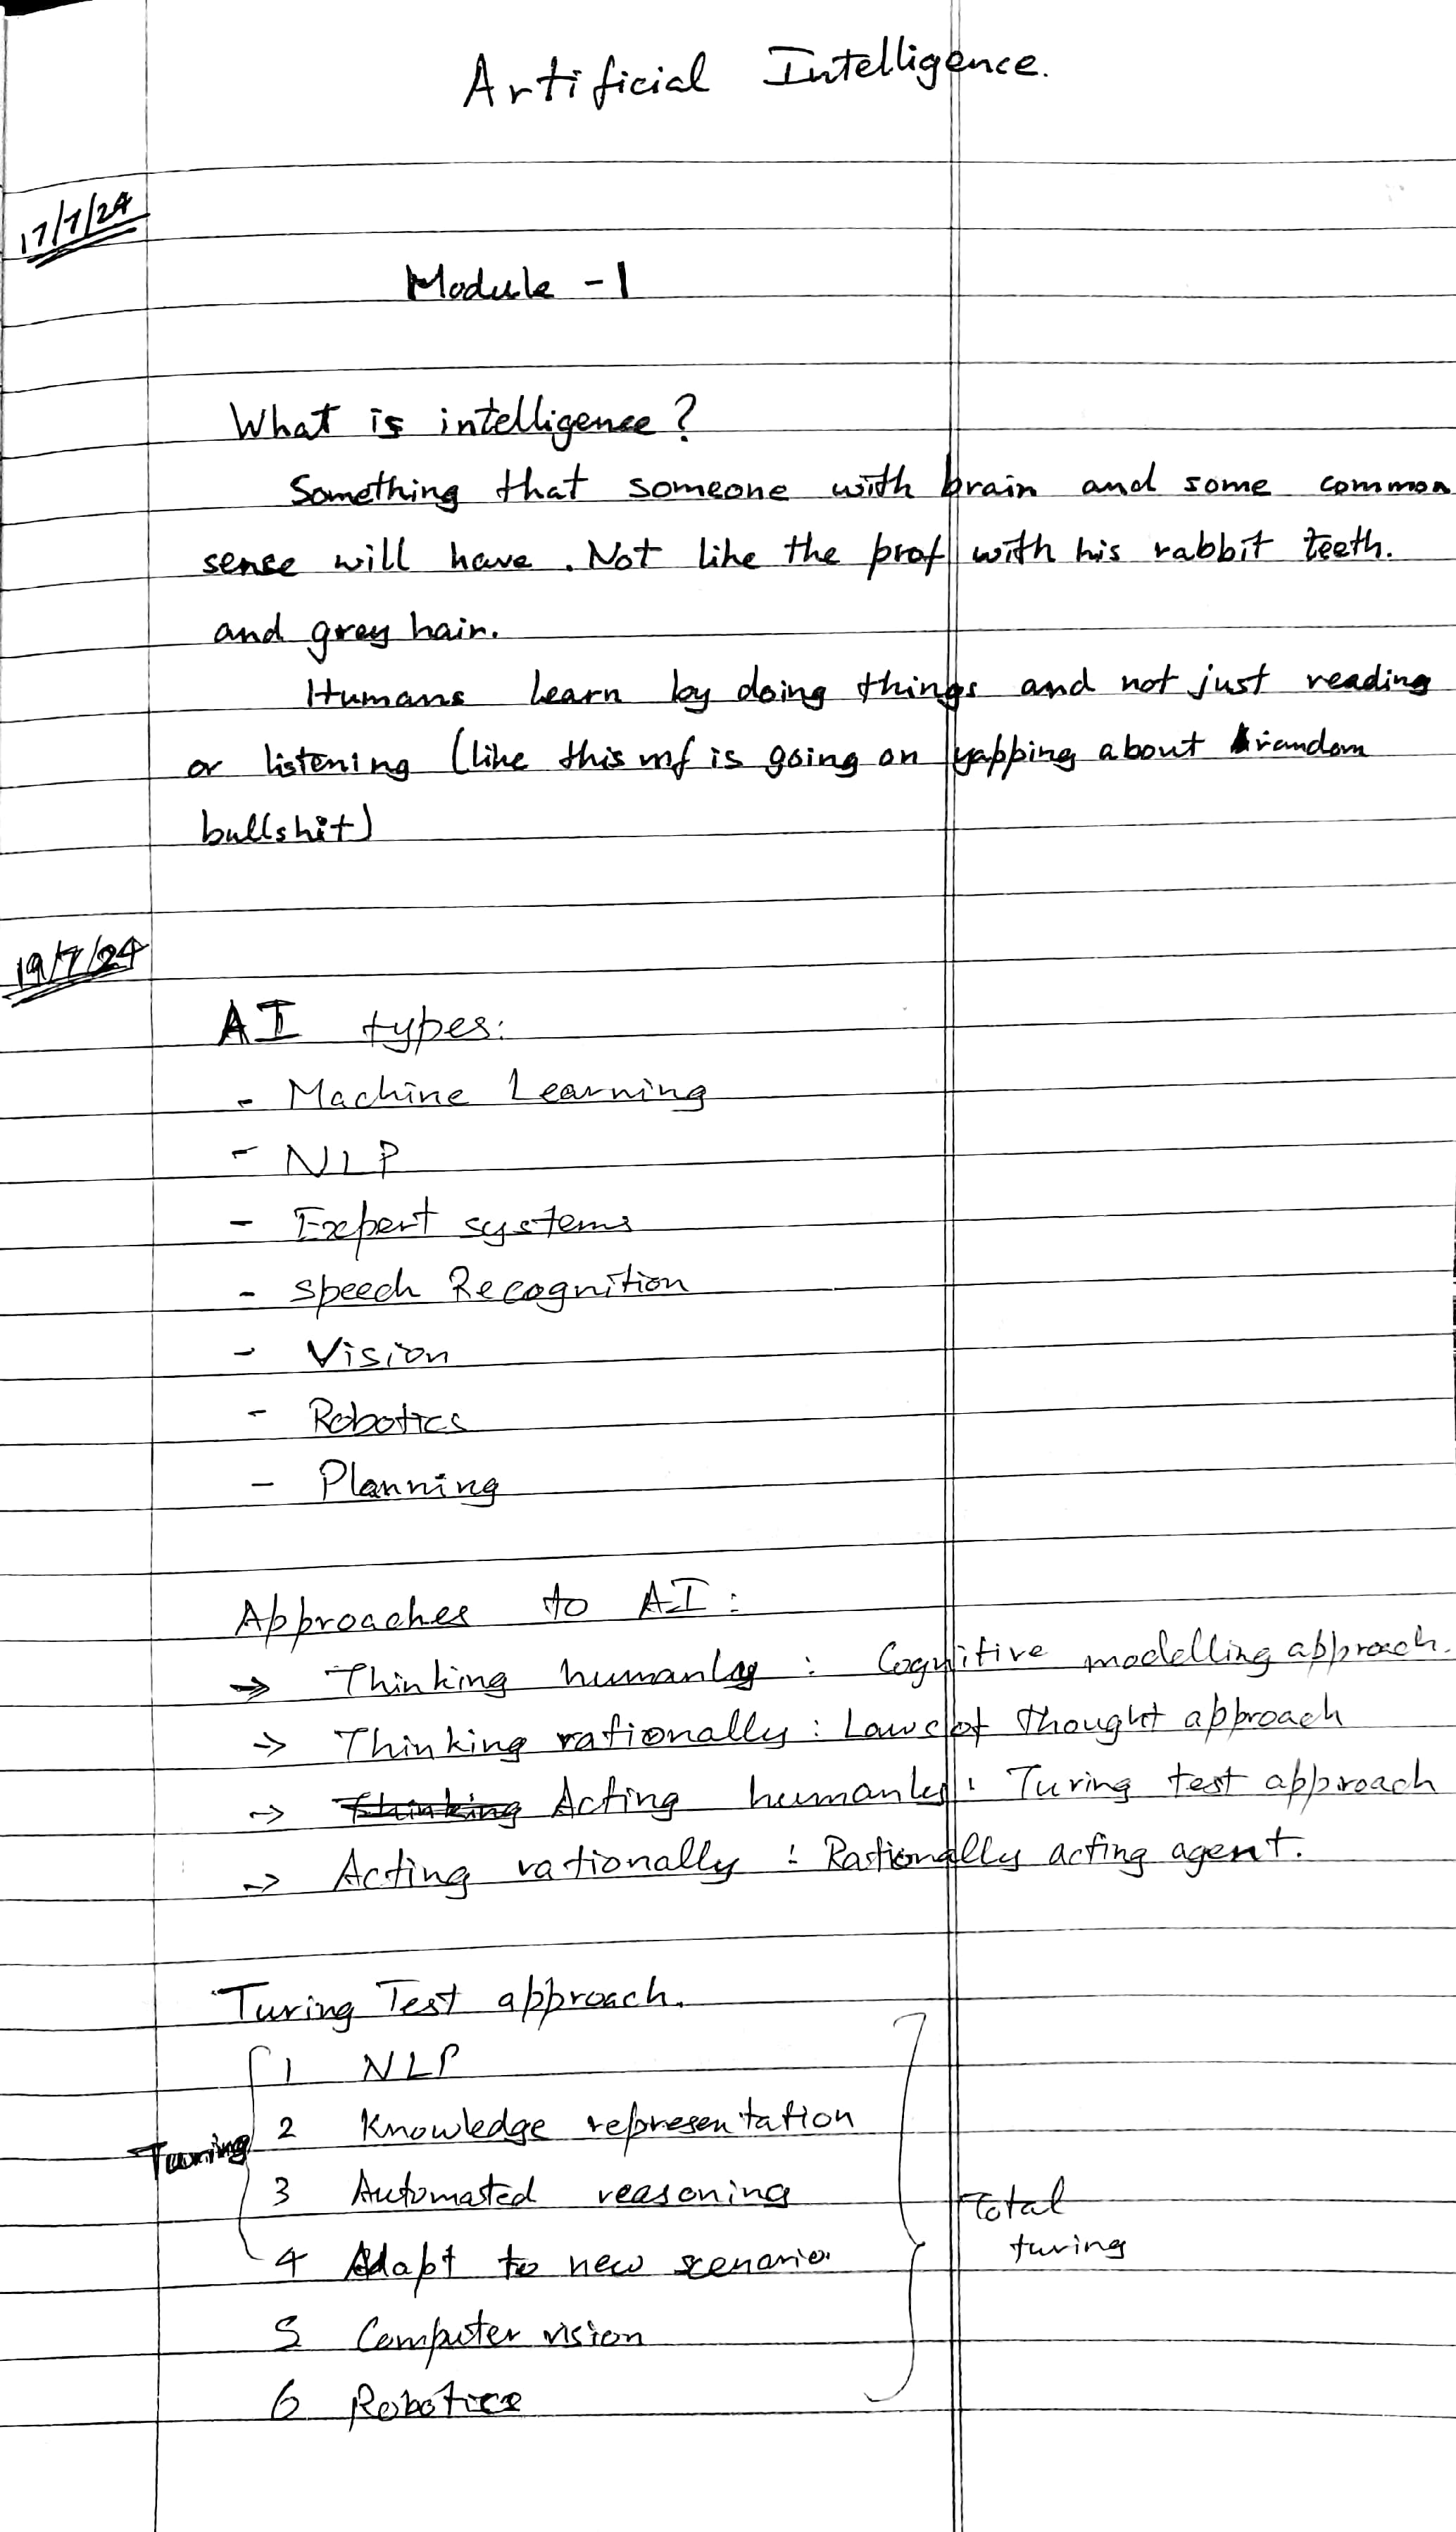 Artificial Intelligence.
17/7/24
Module - 1
What is intelligence?
Something that someone with brain and some common
sense will have. Not like the prof with his rabbit teeth.
and grey hair.
Humans learn by doing things and not just reading
or listening (like this mf is going on yapping about random
bullshit)
19/7/24
AI types:
- Machine Learning
- NLP
- Expert systems
- Speech Recognition
- Vision
- Robotics
- Planning
Approaches to AI:
→ Thinking humanly : Cognitive modelling approach.
→ Thinking rationally : Laws of thought approach
→ Thinking Acting humanly : Turing test approach
→ Acting rationally : Rationally acting agent.
Turing Test approach.
1 NLP
2 Knowledge representation
Turing
3 Automated reasoning
4 Adapt to new scenario
Total
turing
5 Computer vision
6 Robotics